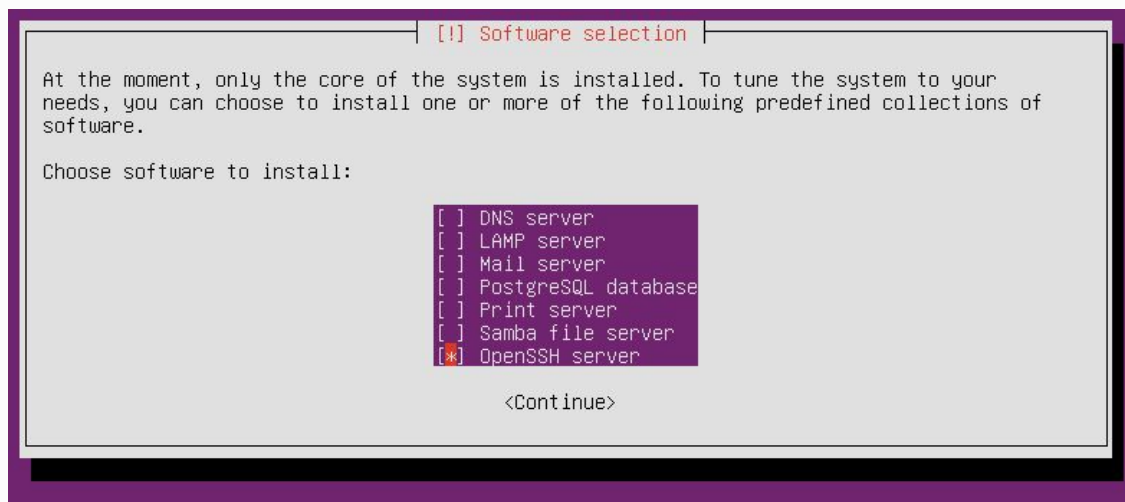 [!] Software selection
At the moment, only the core of the system is installed. To tune the system to your
needs, you can choose to install one or more of the following predefined collections of
software.
Choose software to install:
[ ] DNS server
[ ] LAMP server
[ ] Mail server
[ ] PostgreSQL database
[ ] Print server
[ ] Samba file server
[*] OpenSSH server
<Continue>